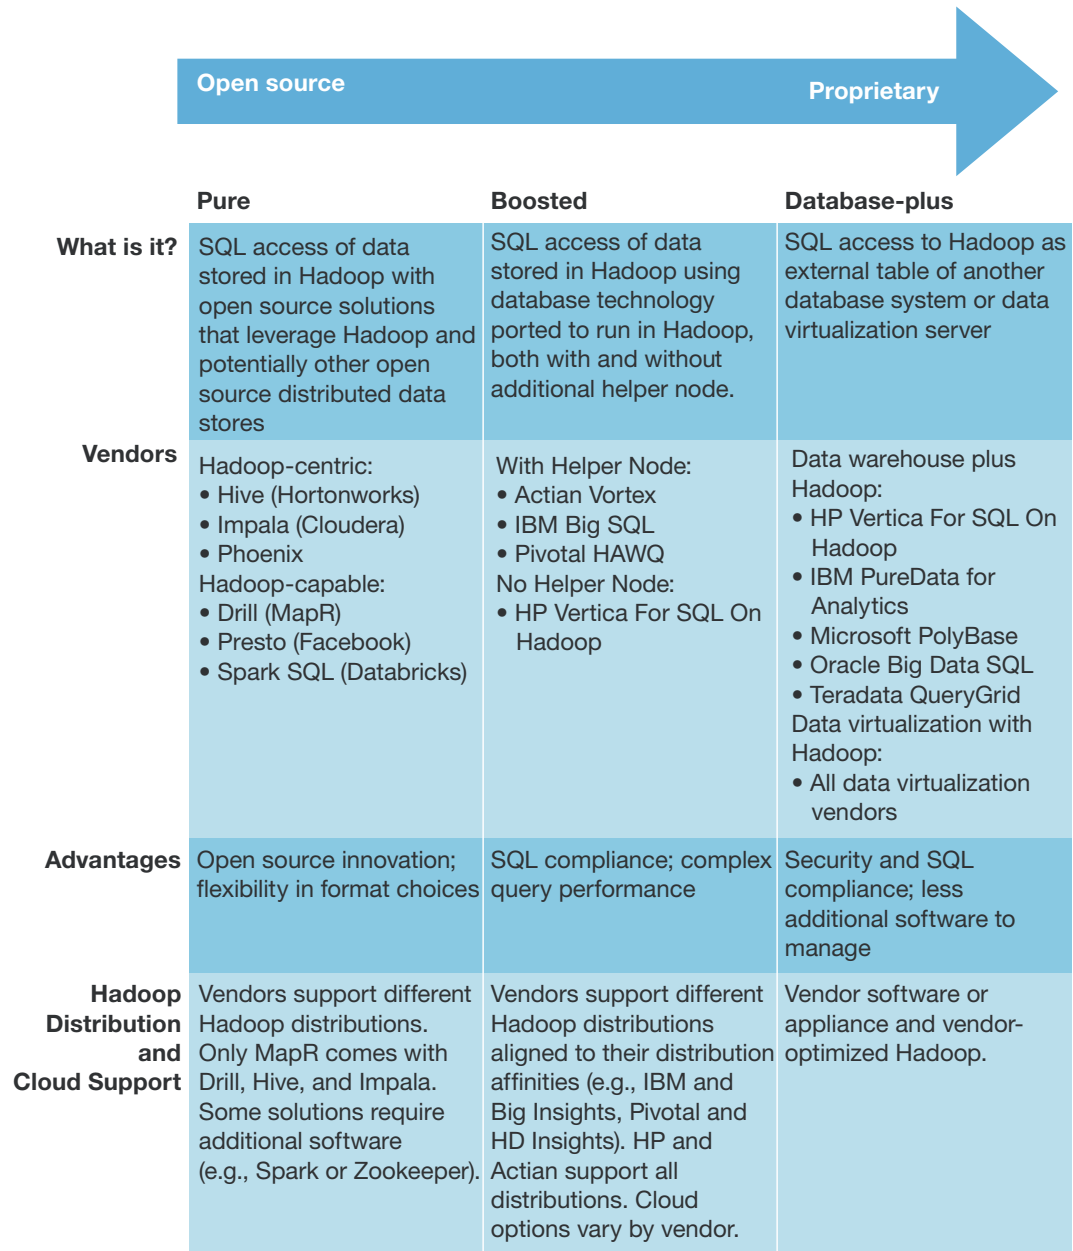 Open source
Proprietary
Pure
Boosted
Database-plus
What is it?
SQL access of data
stored in Hadoop with
open source solutions
that leverage Hadoop and
potentially other open
source distributed data
stores
SQL access of data
stored in Hadoop using
database technology
ported to run in Hadoop,
both with and without
additional helper node.
SQL access to Hadoop as
external table of another
database system or data
virtualization server
Vendors
Hadoop-centric:
• Hive (Hortonworks)
• Impala (Cloudera)
• Phoenix
Hadoop-capable:
• Drill (MapR)
• Presto (Facebook)
• Spark SQL (Databricks)
With Helper Node:
• Actian Vortex
• IBM Big SQL
• Pivotal HAWQ
No Helper Node:
• HP Vertica For SQL On
Hadoop
Data warehouse plus
Hadoop:
• HP Vertica For SQL On
Hadoop
• IBM PureData for
Analytics
• Microsoft PolyBase
• Oracle Big Data SQL
• Teradata QueryGrid
Data virtualization with
Hadoop:
• All data virtualization
vendors
Advantages
Open source innovation;
flexibility in format choices
SQL compliance; complex
query performance
Security and SQL
compliance; less
additional software to
manage
Hadoop
Distribution
and
Cloud Support
Vendors support different
Hadoop distributions.
Only MapR comes with
Drill, Hive, and Impala.
Some solutions require
additional software
(e.g., Spark or Zookeeper).
Vendors support different
Hadoop distributions
aligned to their distribution
affinities (e.g., IBM and
Big Insights, Pivotal and
HD Insights). HP and
Actian support all
distributions. Cloud
options vary by vendor.
Vendor software or
appliance and vendor-
optimized Hadoop.